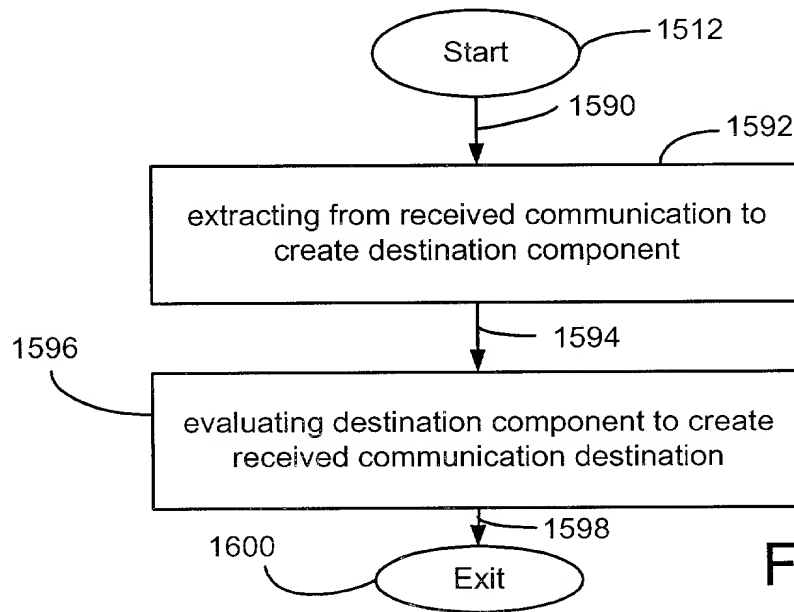 Start
1512
1590
1592
extracting from received communication to
create destination component
1594
1596
evaluating destination component to create
received communication destination
1598
1600
Exit
F